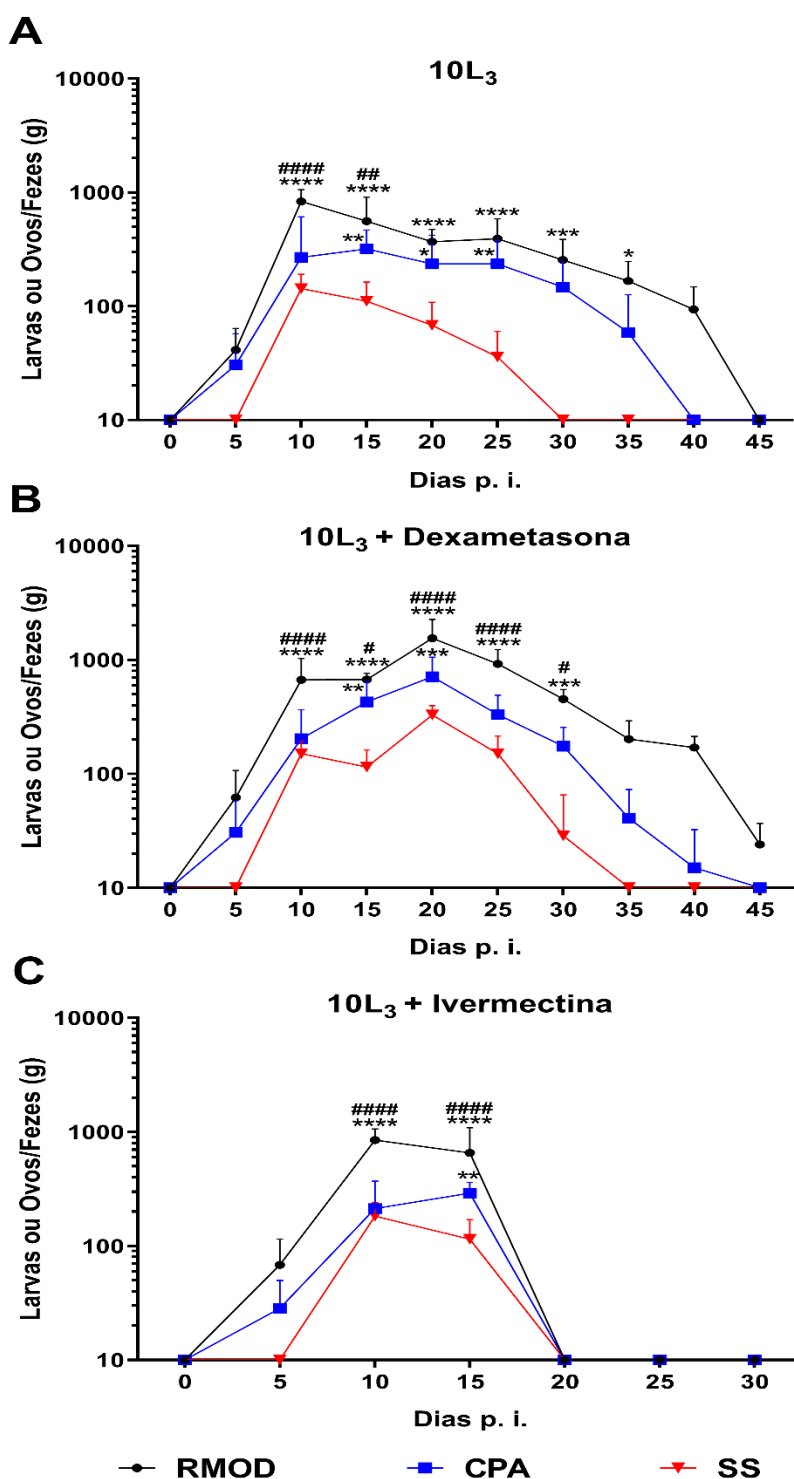 A
10L₃
10000
1000
100
10
Larvas ou Ovos/Fezes (g)
####
****
##
****
**
****
*
****
**
***
*
0 5 10 15 20 25 30 35 40 45
Dias p. i.
B
10L₃ + Dexametasona
10000
1000
100
10
Larvas ou Ovos/Fezes (g)
####
****
#
****
**
####
****
***
####
****
#
***
0 5 10 15 20 25 30 35 40 45
Dias p. i.
C
10L₃ + Ivermectina
10000
1000
100
10
Larvas ou Ovos/Fezes (g)
####
****
####
****
**
0 5 10 15 20 25 30
Dias p. i.
RMOD CPA SS